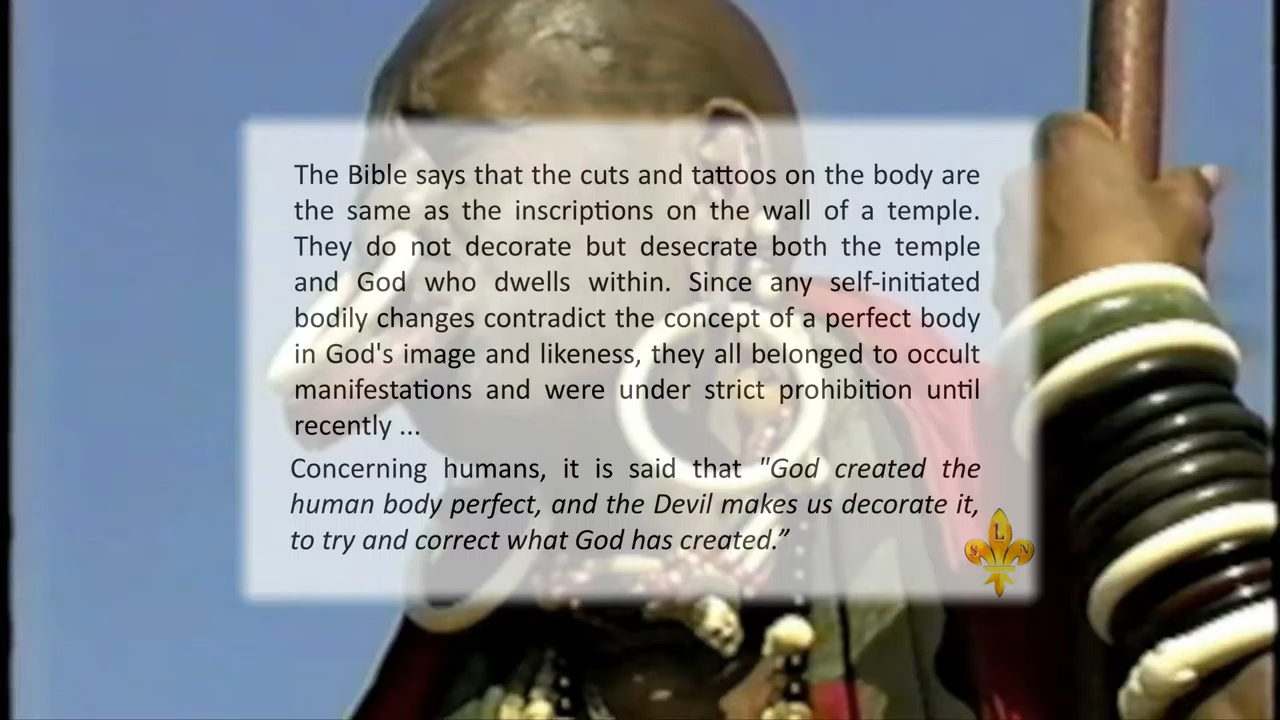 The Bible says that the cuts and tattoos on the body are
the same as the inscriptions on the wall of a temple.
They do not decorate but desecrate both the temple
and God who dwells within. Since any self-initiated
bodily changes contradict the concept of a perfect body
in God's image and likeness, they all belonged to occult
manifestations and were under strict prohibition until
recently ...
Concerning humans, it is said that "God created the
human body perfect, and the Devil makes us decorate it,
to try and correct what God has created.”
L
S N